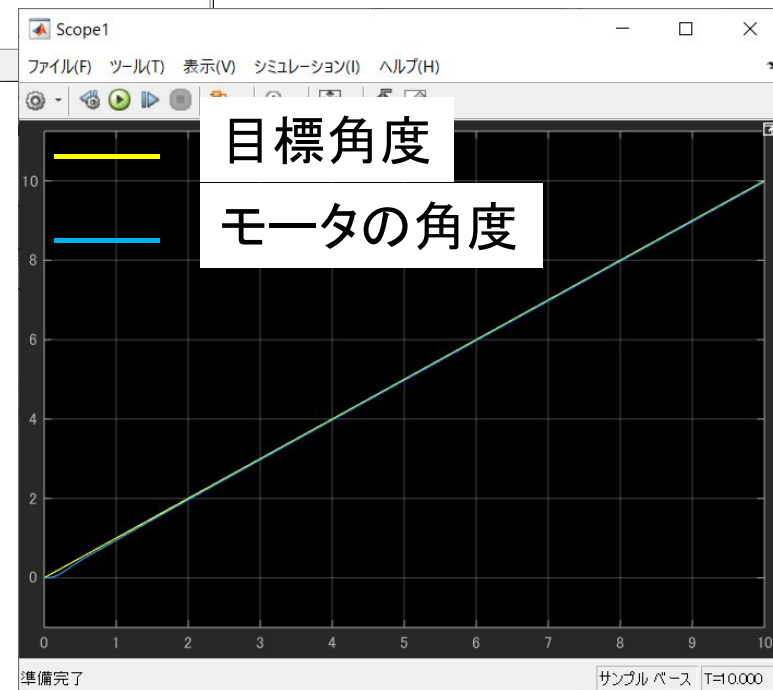 Scope1
ファイル(F) ツール(T) 表示(V) シミュレーション(I) ヘルプ(H)
目標角度
モータの角度
10
8
6
4
2
0
0 1 2 3 4 5 6 7 8 9 10
準備完了
サンプル ベース T=10.000